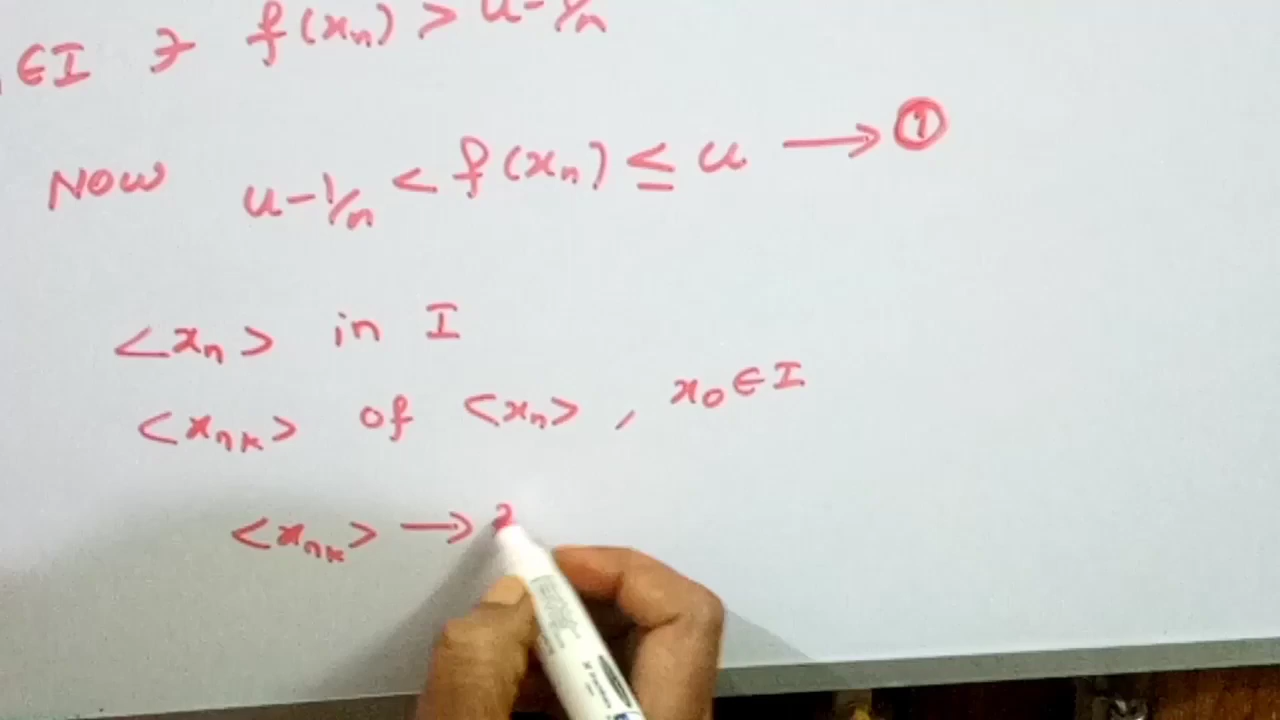 ∈I ∋ f(xₙ) > u-1/n
Now u-1/n < f(xₙ) ≤ u → ①
<xₙ> in I
<xₙₖ> of <xₙ>, x₀∈I
<xₙₖ> →